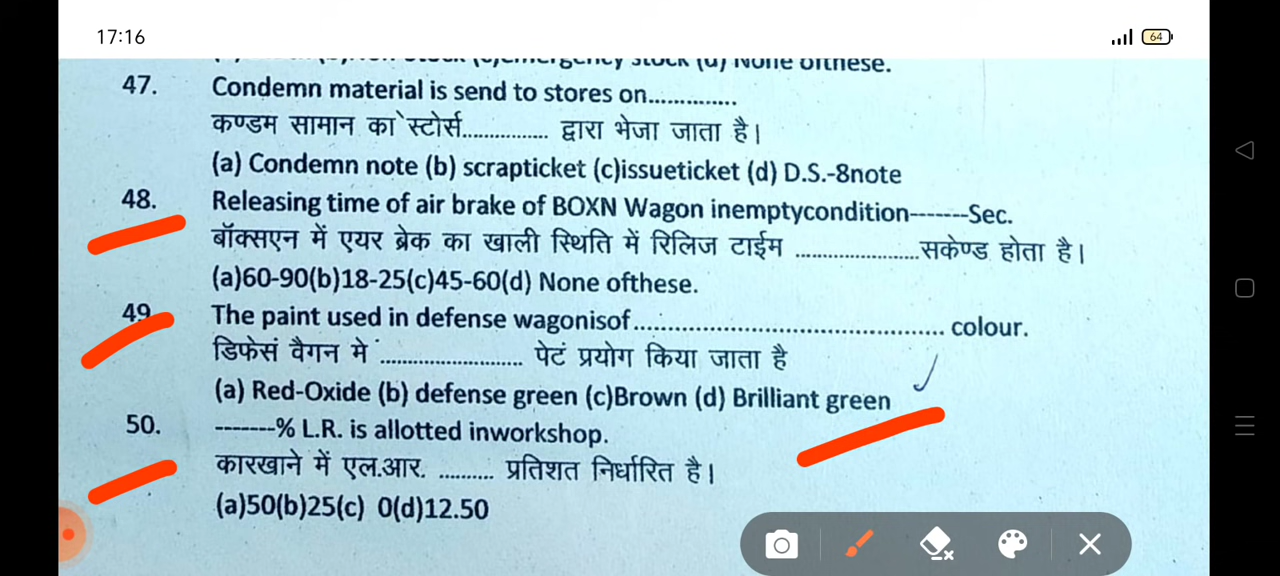 17:16
64
stock (d) None ofthese.
47. Condemn material is send to stores on..............
कण्डम सामान को स्टोर्स................ द्वारा भेजा जाता है।
(a) Condemn note (b) scrapticket (c)issueticket (d) D.S.-8note
48. Releasing time of air brake of BOXN Wagon inemptycondition-------Sec.
बॉक्सएन में एयर ब्रेक का खाली स्थिति में रिलिज टाईम ......................सकेण्ड होता है।
(a)60-90(b)18-25(c)45-60(d) None ofthese.
49. The paint used in defense wagonisof................................................ colour.
डिफेसं वैगन मे ....................... पेटं प्रयोग किया जाता है
(a) Red-Oxide (b) defense green (c)Brown (d) Brilliant green
50. -------% L.R. is allotted inworkshop.
कारखाने में एल.आर. ......... प्रतिशत निर्धारित है।
(a)50(b)25(c) 0(d)12.50